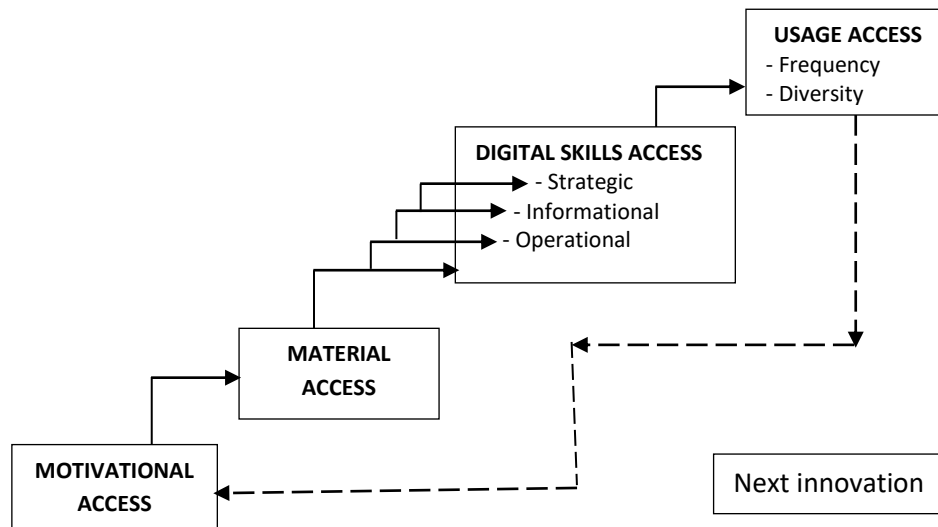 USAGE ACCESS
- Frequency
- Diversity
DIGITAL SKILLS ACCESS
- Strategic
- Informational
- Operational
MATERIAL
ACCESS
MOTIVATIONAL
ACCESS
Next innovation